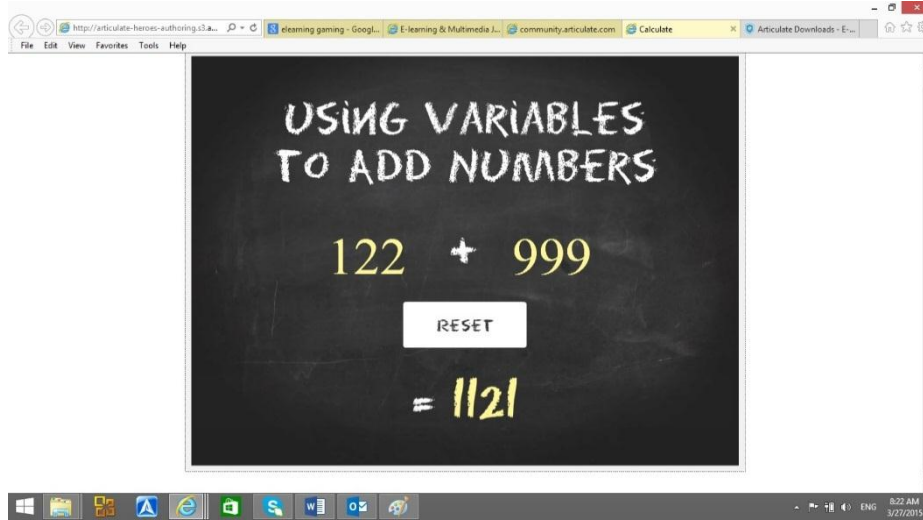 http://articulate-heroes-authoring.s3.a...
elearning gaming - Googl...
E-learning & Multimedia J...
community.articulate.com
Calculate
Articulate Downloads - E-...
File Edit View Favorites Tools Help
USING VARIABLES
TO ADD NUMBERS
122 + 999
RESET
= 1121
ENG
8:22 AM
3/27/2015